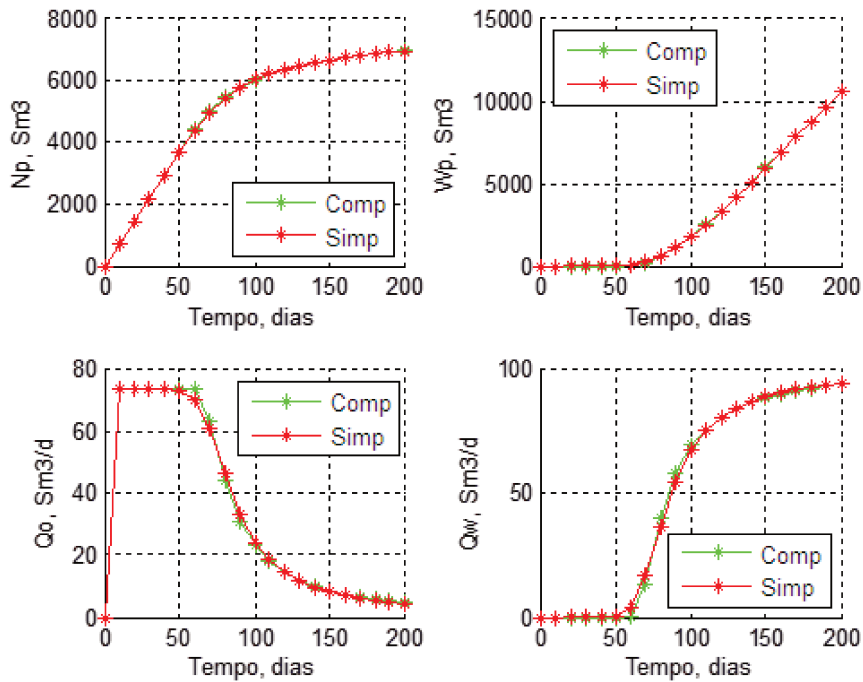 8000
6000
4000
2000
0
Np, Sm3
0 50 100 150 200
Tempo, dias
Comp
Simp
15000
10000
5000
0
Wp, Sm3
0 50 100 150 200
Tempo, dias
Comp
Simp
80
60
40
20
0
Qo, Sm3/d
0 50 100 150 200
Tempo, dias
Comp
Simp
100
50
0
Qw, Sm3/d
0 50 100 150 200
Tempo, dias
Comp
Simp